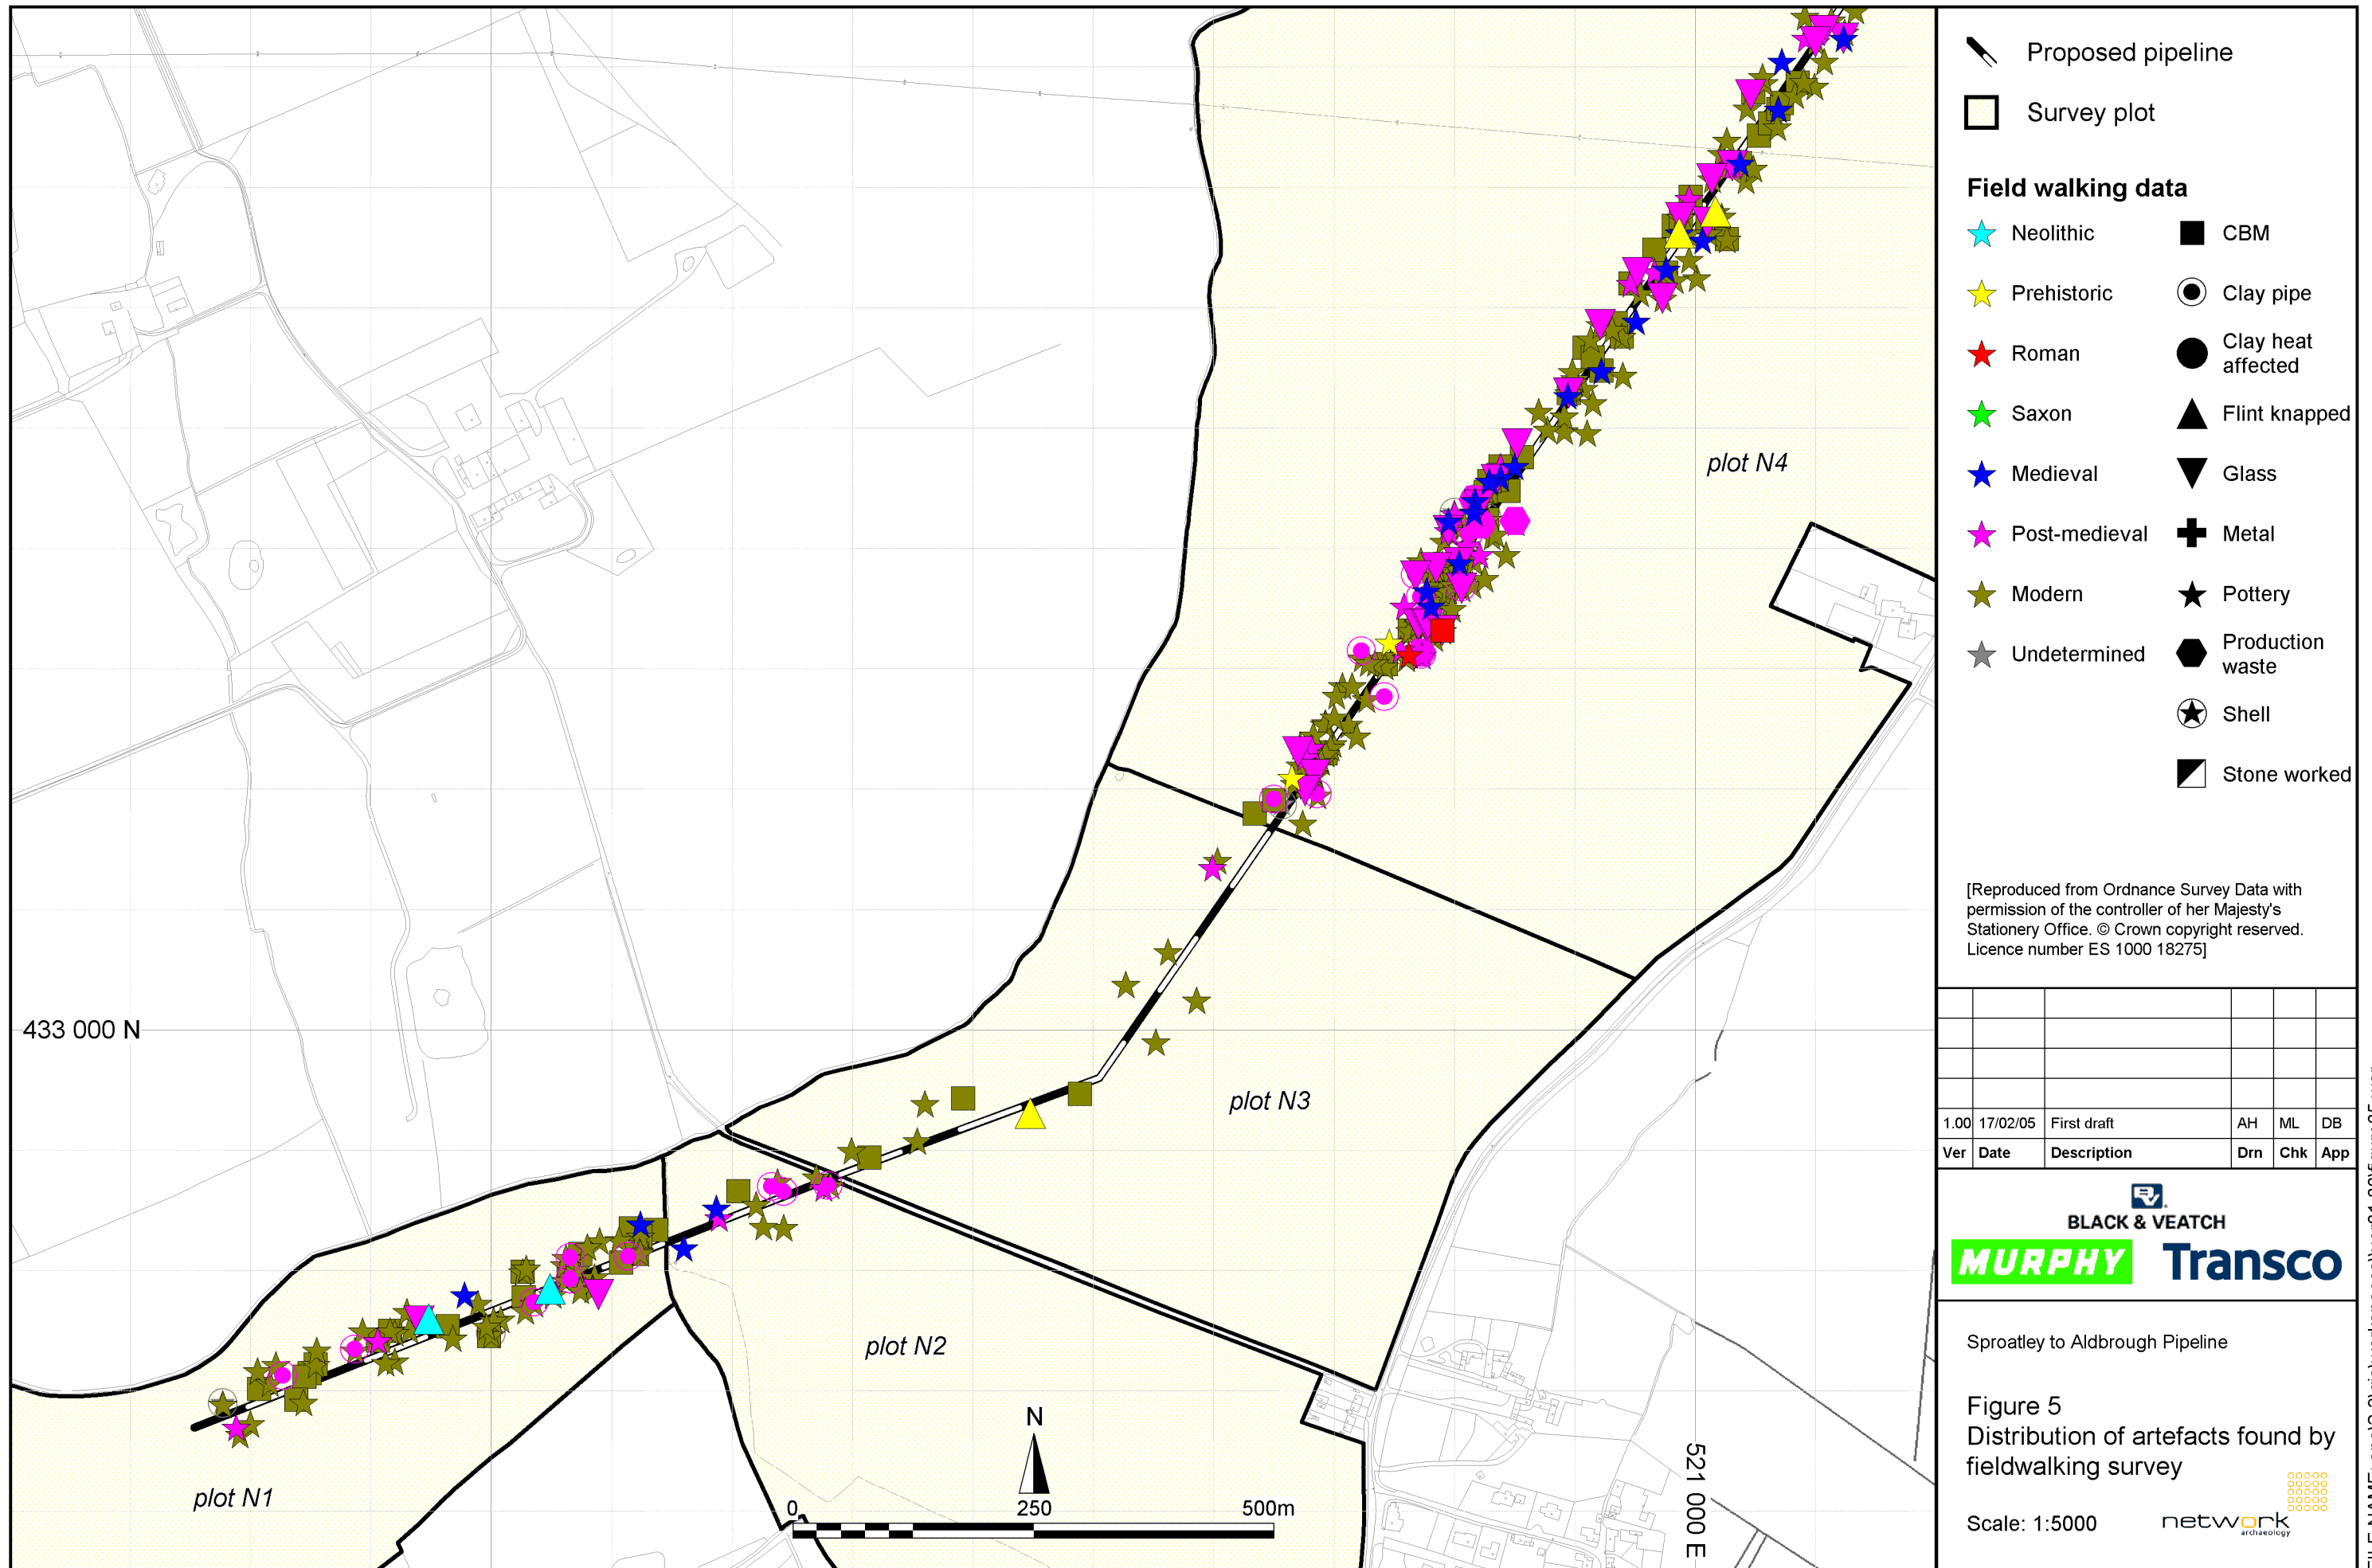 Proposed pipeline
Survey plot
Field walking data
Neolithic
Prehistoric
Roman
Saxon
Medieval
Post-medieval
Modern
Undetermined
CBM
Clay pipe
Clay heat
affected
Flint knapped
Glass
Metal
Pottery
Production
waste
Shell
Stone worked
[Reproduced from Ordnance Survey Data with
permission of the controller of her Majesty's
Stationery Office. © Crown copyright reserved.
Licence number ES 1000 18275]
1.00 17/02/05 First draft AH ML DB
Ver Date Description Drn Chk App
BLACK & VEATCH
MURPHY Transco
Sproatley to Aldbrough Pipeline
Figure 5
Distribution of artefacts found by
fieldwalking survey
Scale: 1:5000
network
archaeology
plot N4
433 000 N
plot N3
plot N2
plot N1
N
0 250 500m
521 000 E